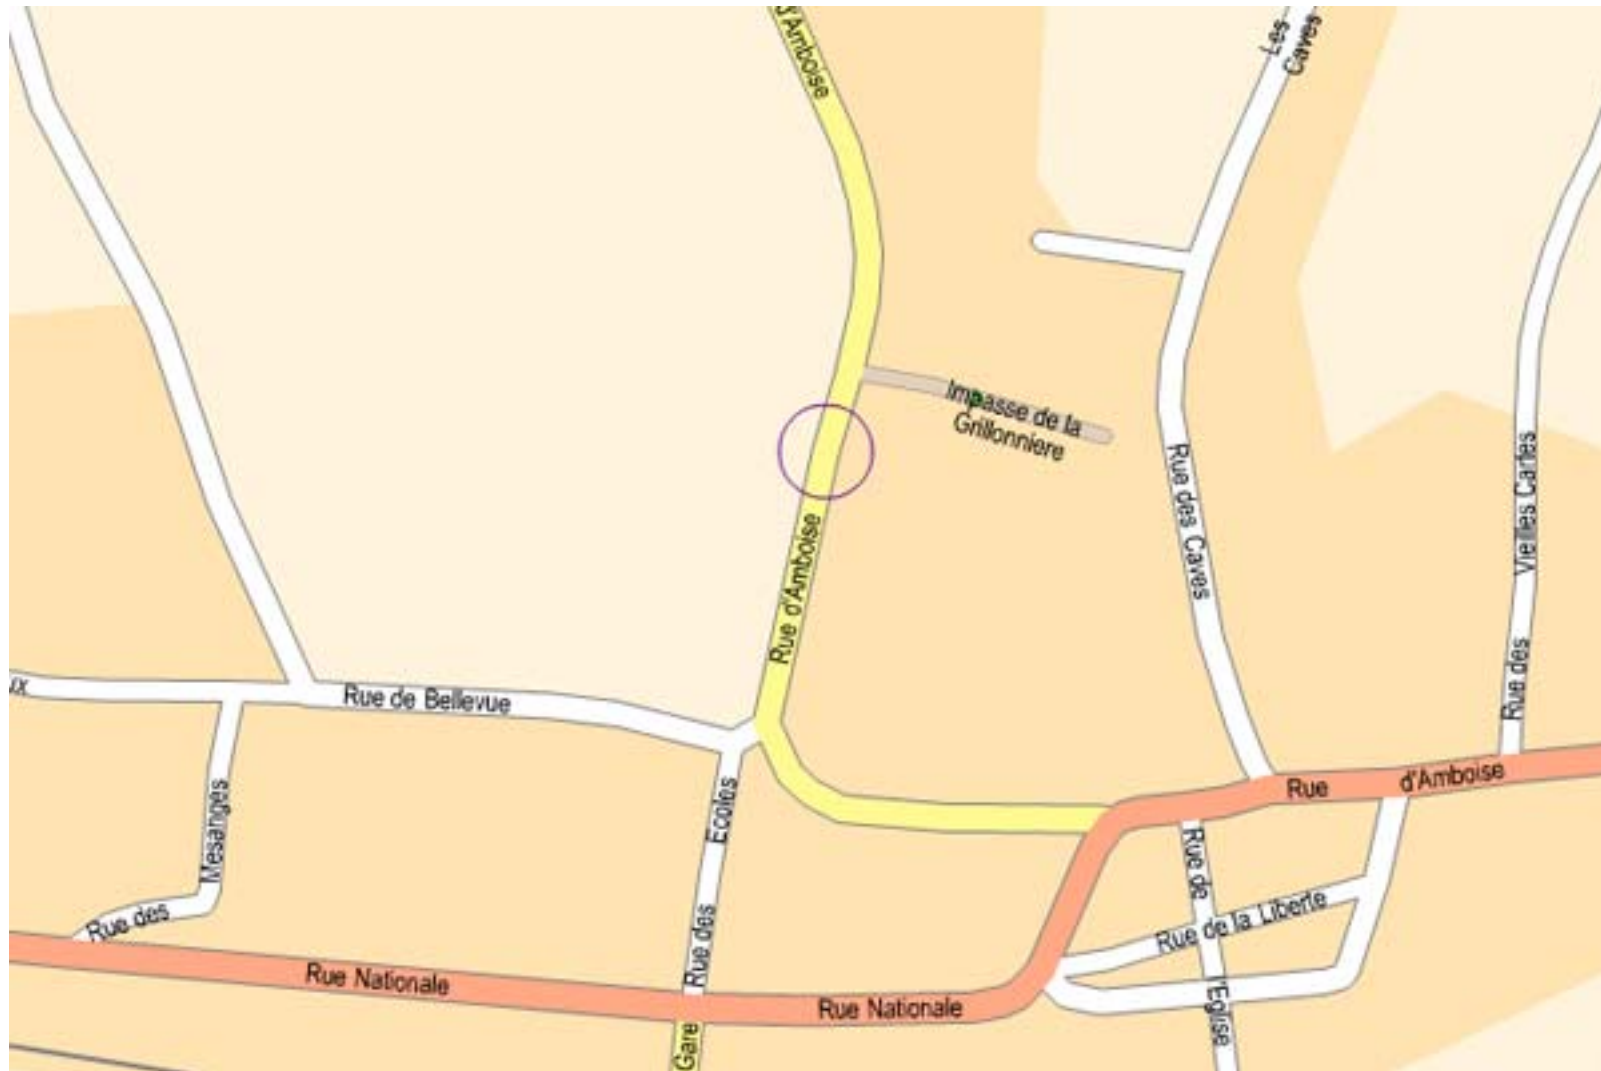 d'Amboise
Les
Caves
Impasse de la
Grillonniere
Rue des Caves
Rue des Vieilles Cartes
Rue d'Amboise
ux
Rue de Bellevue
Rue d'Amboise
Rue des Mesanges
Rue des Ecoles
Rue de l'Eglise
Rue de la Liberte
Rue Nationale
Rue Nationale
Gare